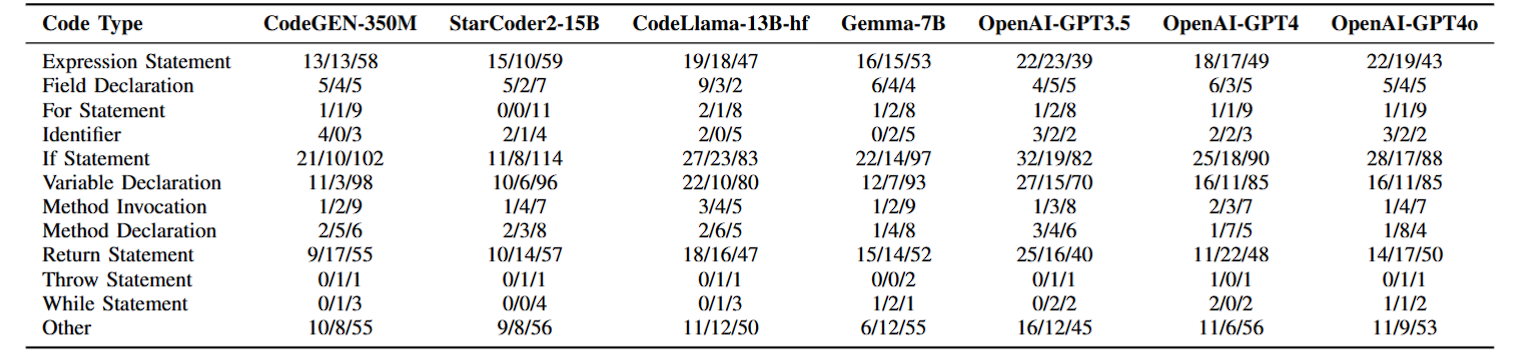 Code Type CodeGEN-350M StarCoder2-15B CodeLlama-13B-hf Gemma-7B OpenAI-GPT3.5 OpenAI-GPT4 OpenAI-GPT4o
Expression Statement 13/13/58 15/10/59 19/18/47 16/15/53 22/23/39 18/17/49 22/19/43
Field Declaration 5/4/5 5/2/7 9/3/2 6/4/4 4/5/5 6/3/5 5/4/5
For Statement 1/1/9 0/0/11 2/1/8 1/2/8 1/2/8 1/1/9 1/1/9
Identifier 4/0/3 2/1/4 2/0/5 0/2/5 3/2/2 2/2/3 3/2/2
If Statement 21/10/102 11/8/114 27/23/83 22/14/97 32/19/82 25/18/90 28/17/88
Variable Declaration 11/3/98 10/6/96 22/10/80 12/7/93 27/15/70 16/11/85 16/11/85
Method Invocation 1/2/9 1/4/7 3/4/5 1/2/9 1/3/8 2/3/7 1/4/7
Method Declaration 2/5/6 2/3/8 2/6/5 1/4/8 3/4/6 1/7/5 1/8/4
Return Statement 9/17/55 10/14/57 18/16/47 15/14/52 25/16/40 11/22/48 14/17/50
Throw Statement 0/1/1 0/1/1 0/1/1 0/0/2 0/1/1 1/0/1 0/1/1
While Statement 0/1/3 0/0/4 0/1/3 1/2/1 0/2/2 2/0/2 1/1/2
Other 10/8/55 9/8/56 11/12/50 6/12/55 16/12/45 11/6/56 11/9/53